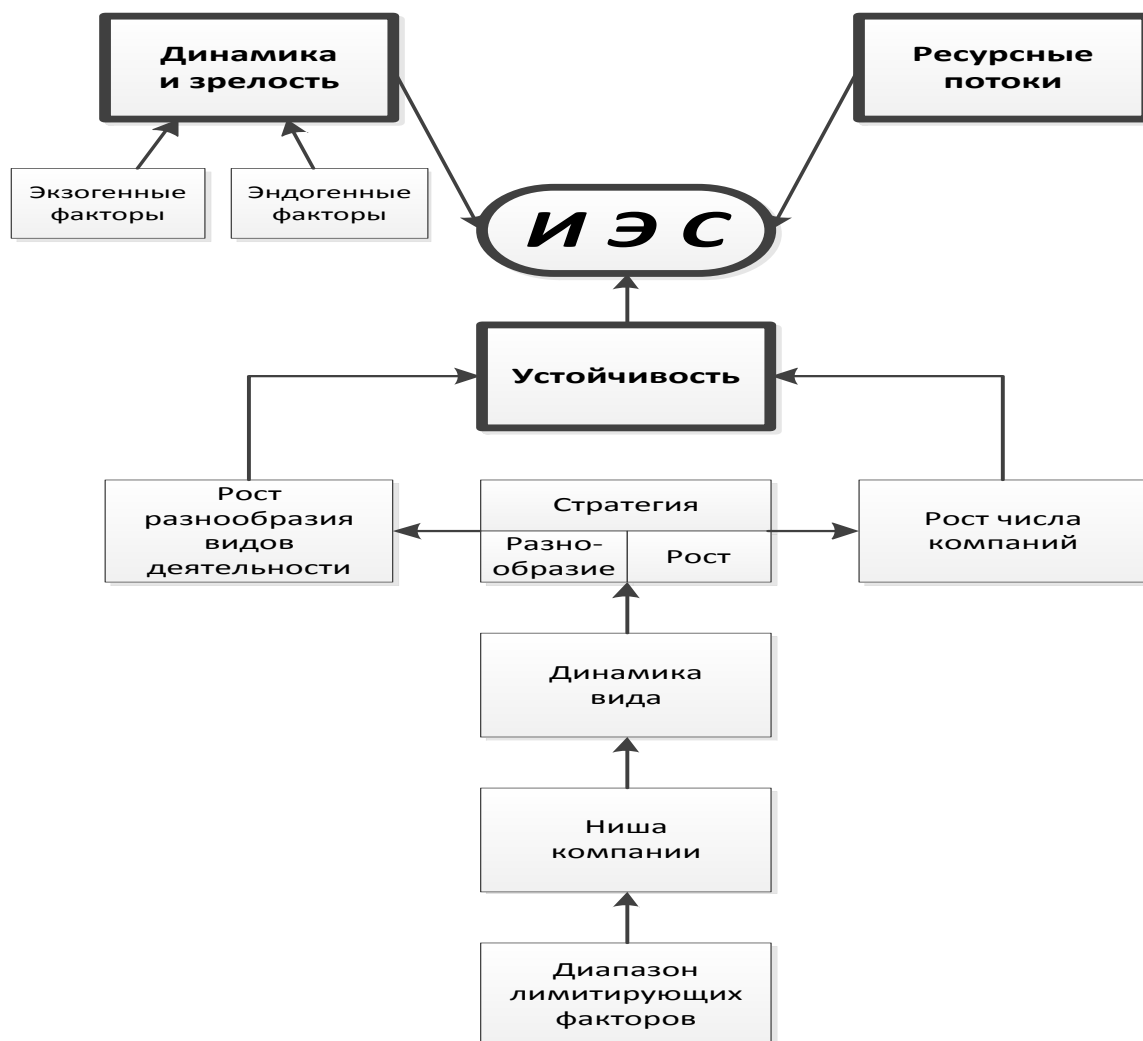 Динамика
и зрелость
Ресурсные
потоки
Экзогенные
факторы
Эндогенные
факторы
И Э С
Устойчивость
Рост
разнообразия
видов
деятельности
Стратегия
Разно-
образие
Рост
Рост числа
компаний
Динамика
вида
Ниша
компании
Диапазон
лимитирующих
факторов